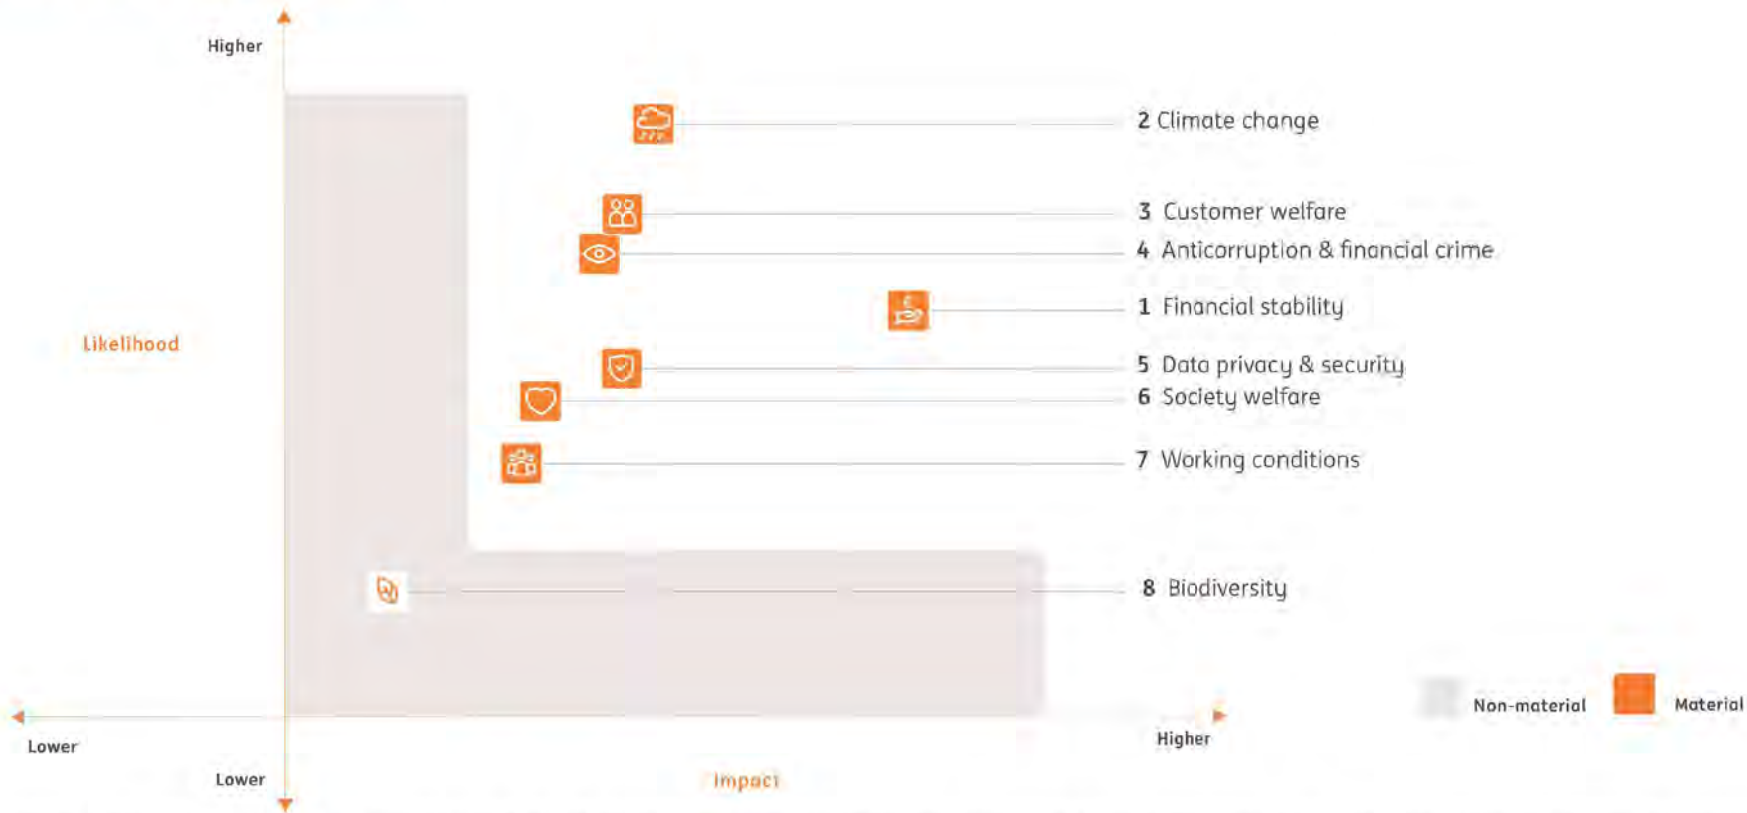 Higher
2 Climate change
3 Customer welfare
4 Anticorruption & financial crime
1 Financial stability
Likelihood
5 Data privacy & security
6 Society welfare
7 Working conditions
8 Biodiversity
Non-material
Material
Lower
Higher
Lower
Impact